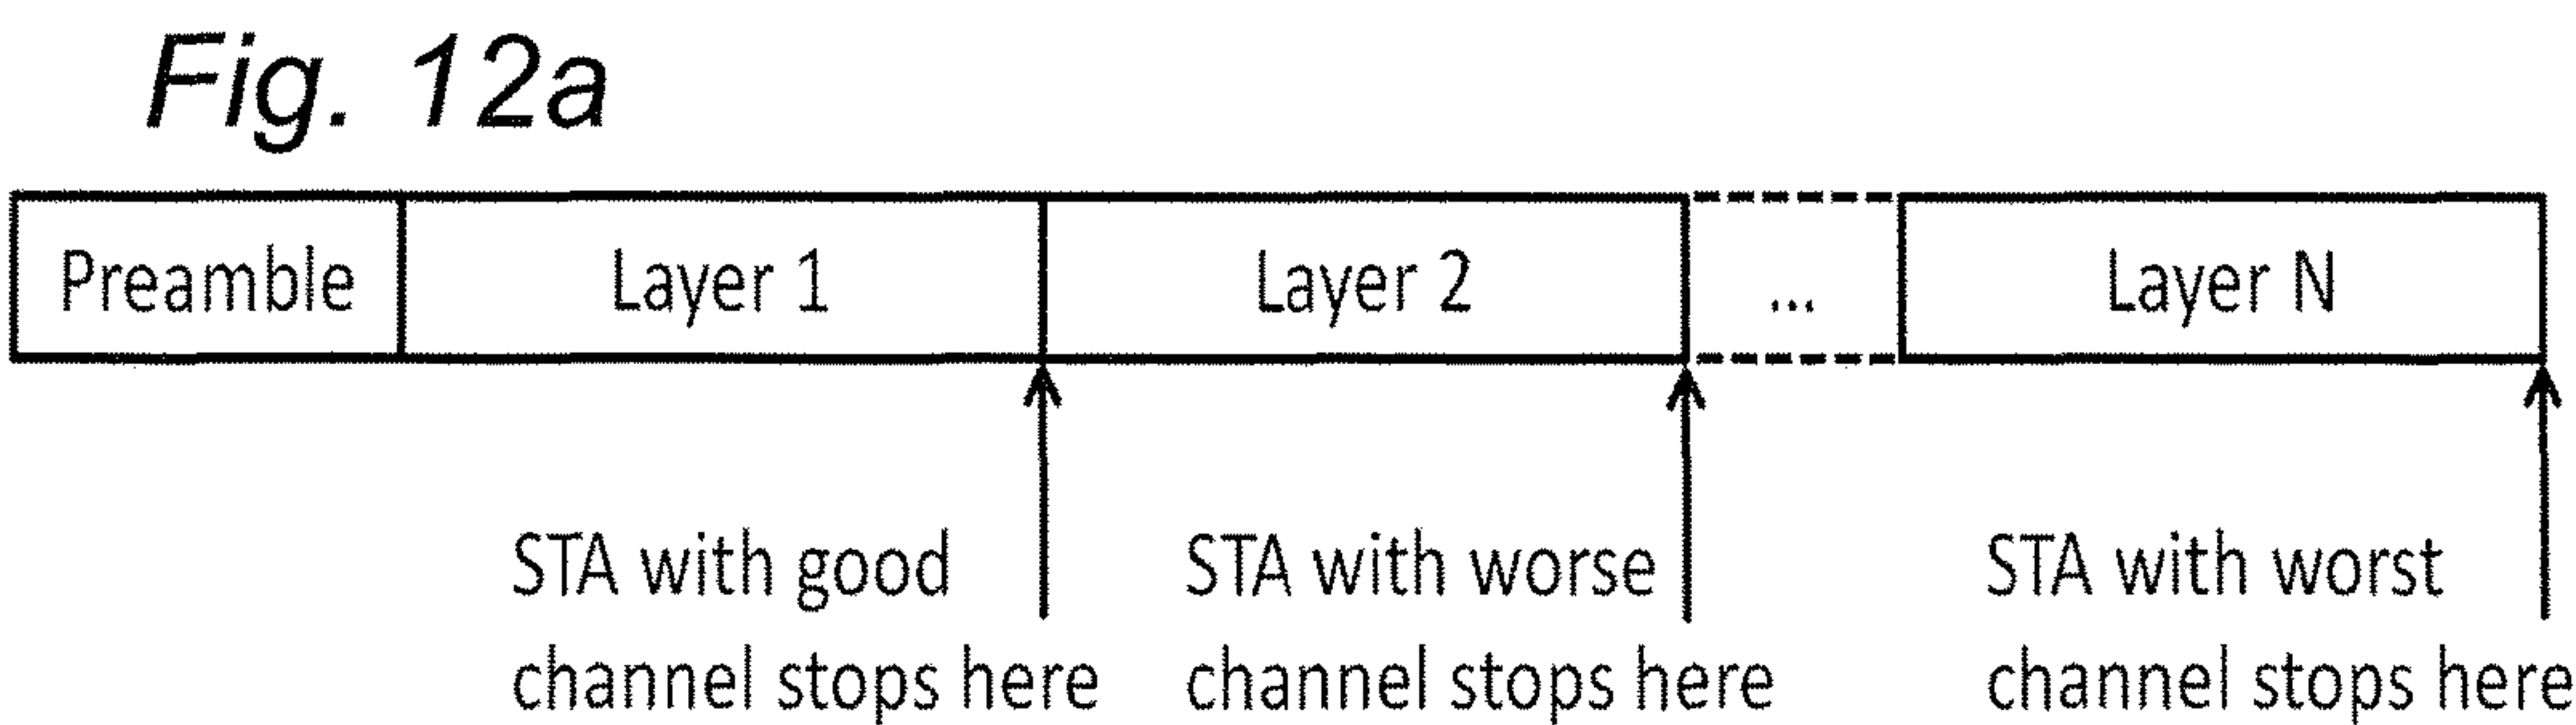 Fig. 12a
Preamble Layer 1 Layer 2 ... Layer N
STA with good STA with worse STA with worst
channel stops here channel stops here channel stops here